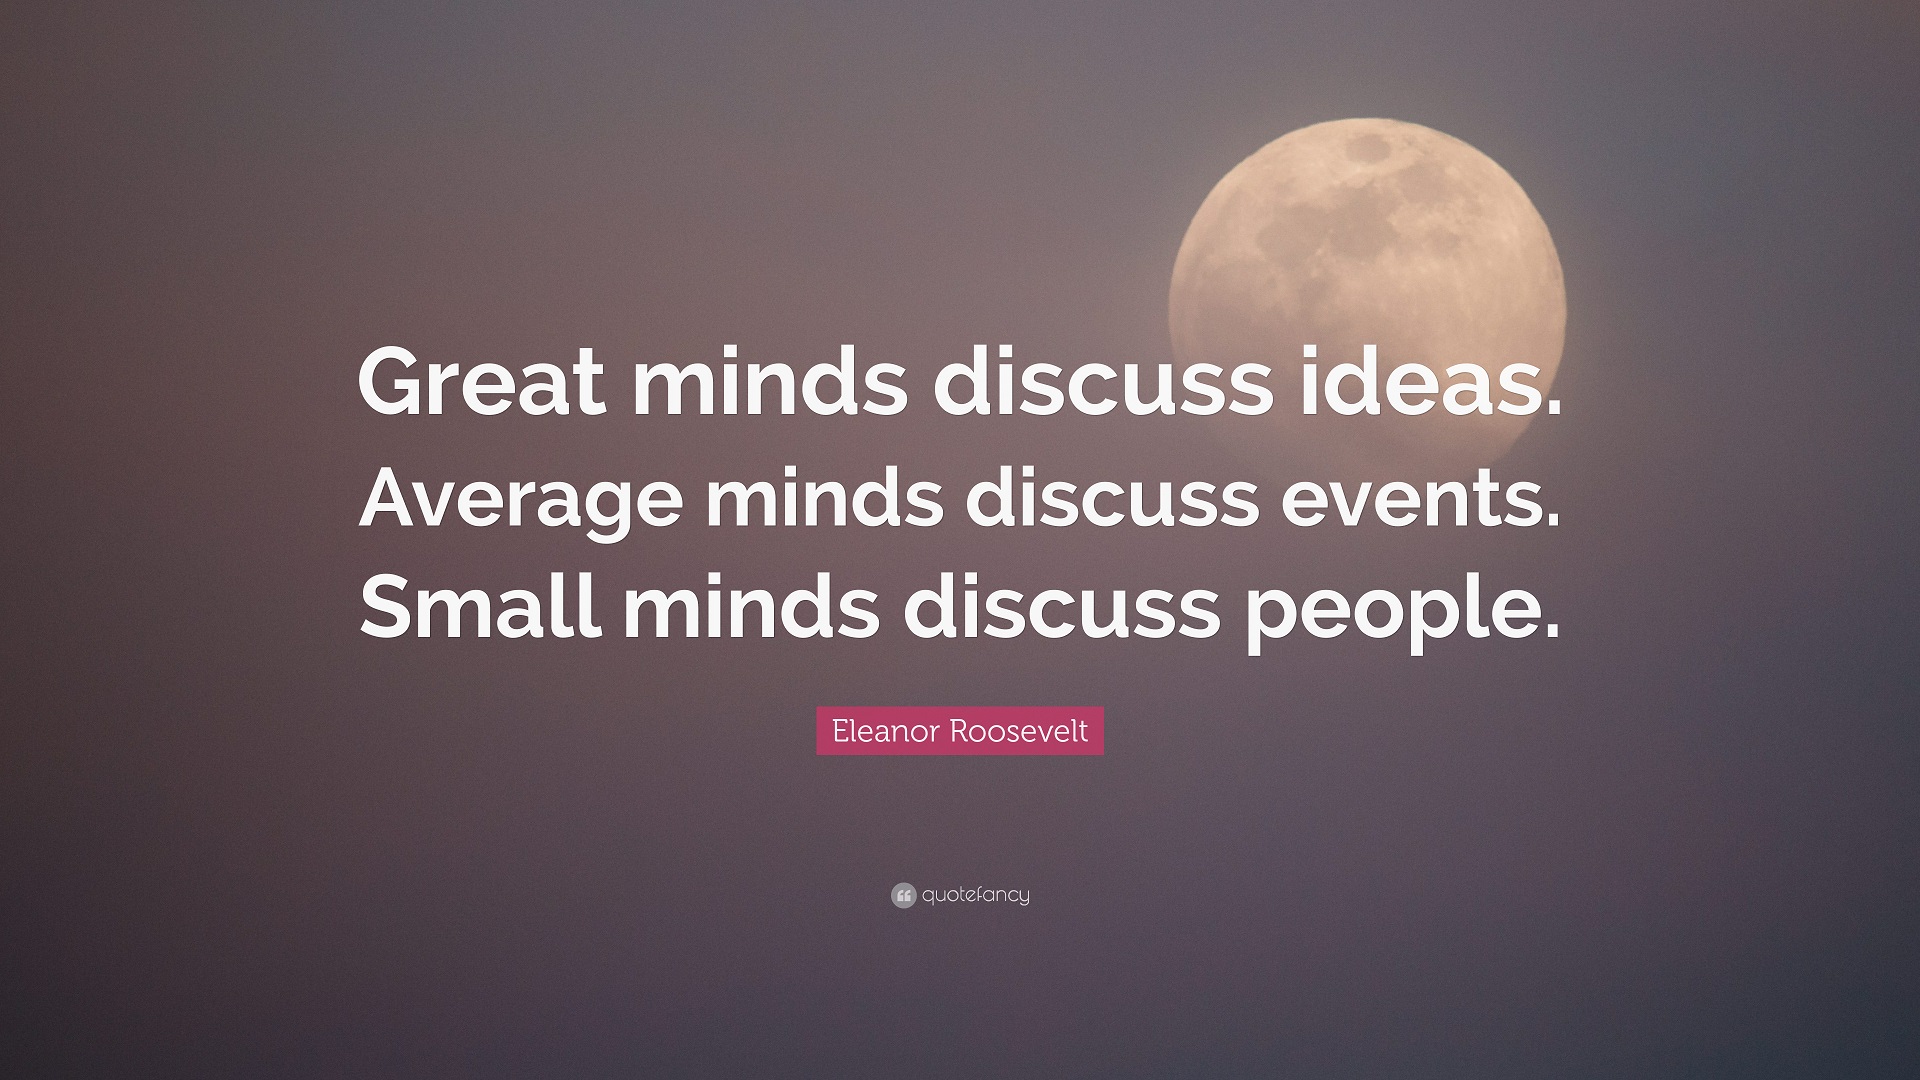 Great minds discuss ideas.
Average minds discuss events.
Small minds discuss people.
Eleanor Roosevelt
quotefancy